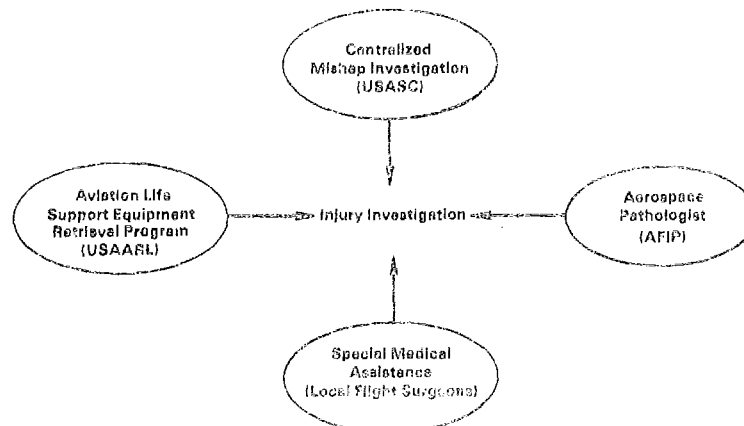 Centralized
Mishap Investigation
(USASC)
Aviation Life
Support Equipment
Retrieval Program
(USAARL)
Injury Investigation
Aerospace
Pathologist
(AFIP)
Special Medical
Assistance
(Local Flight Surgeons)